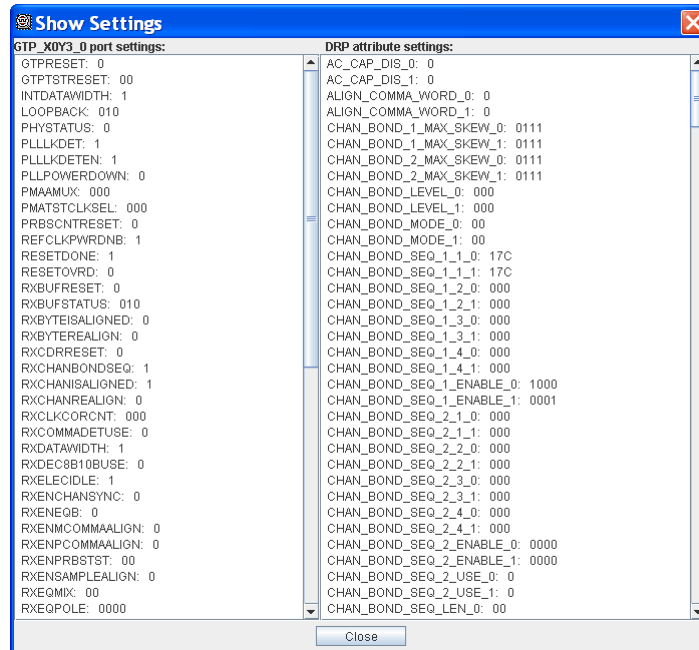 Show Settings
GTP_X0Y3_0 port settings:
GTPRESET: 0
GTPTSTRESET: 00
INTDATAWIDTH: 1
LOOPBACK: 010
PHYSTATUS: 0
PLLLKDET: 1
PLLLKDETEN: 1
PLLPOWERDOWN: 0
PMAAMUX: 000
PMATSTCLKSEL: 000
PRBSCNTRESET: 0
REFCLKPWRDNB: 1
RESETDONE: 1
RESETOVRD: 0
RXBUFRESET: 0
RXBUFSTATUS: 010
RXBYTEISALIGNED: 0
RXBYTEREALIGN: 0
RXCDRRESET: 0
RXCHANBONDSEQ: 1
RXCHANISALIGNED: 1
RXCHANREALIGN: 0
RXCLKCORCNT: 000
RXCOMMADETUSE: 0
RXDATAWIDTH: 1
RXDEC8B10BUSE: 0
RXELECIDLE: 1
RXENCHANSYNC: 0
RXENEQB: 0
RXENMCOMMAALIGN: 0
RXENPCOMMAALIGN: 0
RXENPRBSTST: 00
RXENSAMPLEALIGN: 0
RXEQMIX: 00
RXEQPOLE: 0000
DRP attribute settings:
AC_CAP_DIS_0: 0
AC_CAP_DIS_1: 0
ALIGN_COMMA_WORD_0: 0
ALIGN_COMMA_WORD_1: 0
CHAN_BOND_1_MAX_SKEW_0: 0111
CHAN_BOND_1_MAX_SKEW_1: 0111
CHAN_BOND_2_MAX_SKEW_0: 0111
CHAN_BOND_2_MAX_SKEW_1: 0111
CHAN_BOND_LEVEL_0: 000
CHAN_BOND_LEVEL_1: 000
CHAN_BOND_MODE_0: 00
CHAN_BOND_MODE_1: 00
CHAN_BOND_SEQ_1_1_0: 17C
CHAN_BOND_SEQ_1_1_1: 17C
CHAN_BOND_SEQ_1_2_0: 000
CHAN_BOND_SEQ_1_2_1: 000
CHAN_BOND_SEQ_1_3_0: 000
CHAN_BOND_SEQ_1_3_1: 000
CHAN_BOND_SEQ_1_4_0: 000
CHAN_BOND_SEQ_1_4_1: 000
CHAN_BOND_SEQ_1_ENABLE_0: 1000
CHAN_BOND_SEQ_1_ENABLE_1: 0001
CHAN_BOND_SEQ_2_1_0: 000
CHAN_BOND_SEQ_2_1_1: 000
CHAN_BOND_SEQ_2_2_0: 000
CHAN_BOND_SEQ_2_2_1: 000
CHAN_BOND_SEQ_2_3_0: 000
CHAN_BOND_SEQ_2_3_1: 000
CHAN_BOND_SEQ_2_4_0: 000
CHAN_BOND_SEQ_2_4_1: 000
CHAN_BOND_SEQ_2_ENABLE_0: 0000
CHAN_BOND_SEQ_2_ENABLE_1: 0000
CHAN_BOND_SEQ_2_USE_0: 0
CHAN_BOND_SEQ_2_USE_1: 0
CHAN_BOND_SEQ_LEN_0: 00
Close